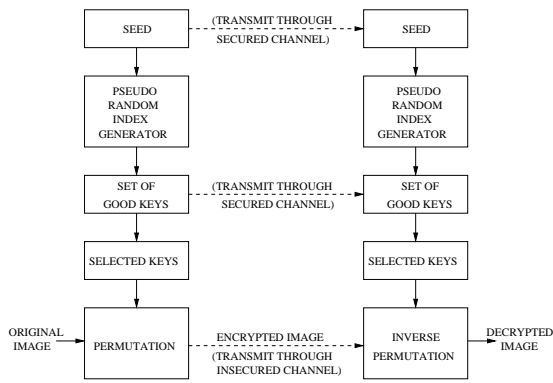 SEED
(TRANSMIT THROUGH
SECURED CHANNEL)
SEED
PSEUDO
RANDOM
INDEX
GENERATOR
PSEUDO
RANDOM
INDEX
GENERATOR
SET OF
GOOD KEYS
(TRANSMIT THROUGH
SECURED CHANNEL)
SET OF
GOOD KEYS
SELECTED KEYS
SELECTED KEYS
ORIGINAL
IMAGE
PERMUTATION
ENCRYPTED IMAGE
(TRANSMIT THROUGH
INSECURED CHANNEL)
INVERSE
PERMUTATION
DECRYPTED
IMAGE